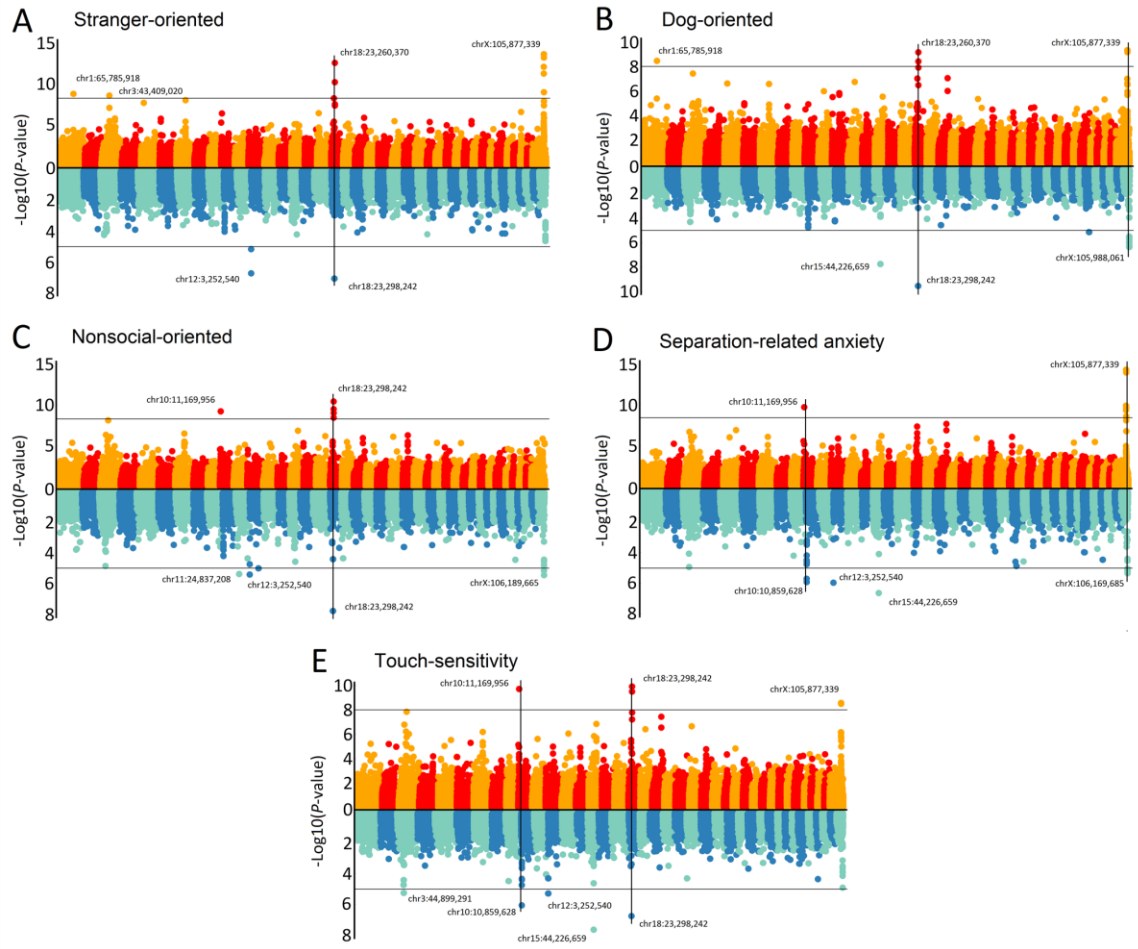 A Stranger-oriented
15
10
5
0
2
4
6
8
-Log10(P-value)
chr1:65,785,918
chr3:43,409,020
chr18:23,260,370
chrX:105,877,339
chr12:3,252,540
chr18:23,298,242
B Dog-oriented
10
8
6
4
2
0
2
4
6
8
10
-Log10(P-value)
chr1:65,785,918
chr18:23,260,370
chrX:105,877,339
chr15:44,226,659
chr18:23,298,242
chrX:105,988,061
C Nonsocial-oriented
15
10
5
0
2
4
6
8
-Log10(P-value)
chr10:11,169,956
chr18:23,298,242
chr11:24,837,208
chr12:3,252,540
chr18:23,298,242
chrX:106,189,665
D Separation-related anxiety
15
10
5
0
2
4
6
8
-Log10(P-value)
chr10:11,169,956
chrX:105,877,339
chr10:10,859,628
chr12:3,252,540
chr15:44,226,659
chrX:106,169,685
E Touch-sensitivity
10
8
6
4
2
0
2
4
6
8
-Log10(P-value)
chr10:11,169,956
chr18:23,298,242
chrX:105,877,339
chr3:44,899,291
chr10:10,859,628
chr12:3,252,540
chr15:44,226,659
chr18:23,298,242